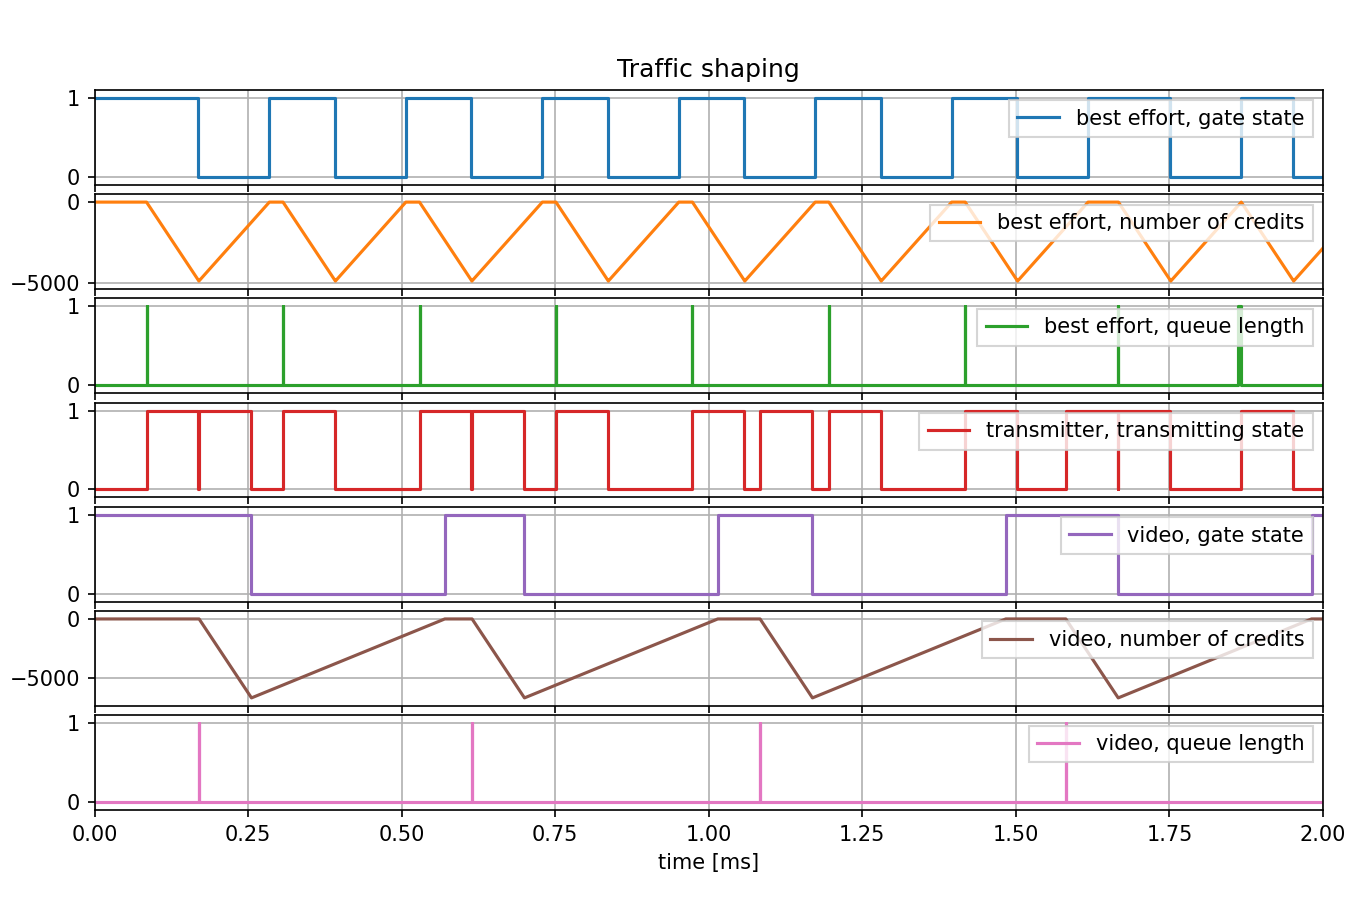 Traffic shaping
1
best effort, gate state
0
0
best effort, number of credits
−5000
1
best effort, queue length
0
1
transmitter, transmitting state
0
1
video, gate state
0
0
video, number of credits
−5000
1
video, queue length
0
0.00 0.25 0.50 0.75 1.00 1.25 1.50 1.75 2.00
time [ms]